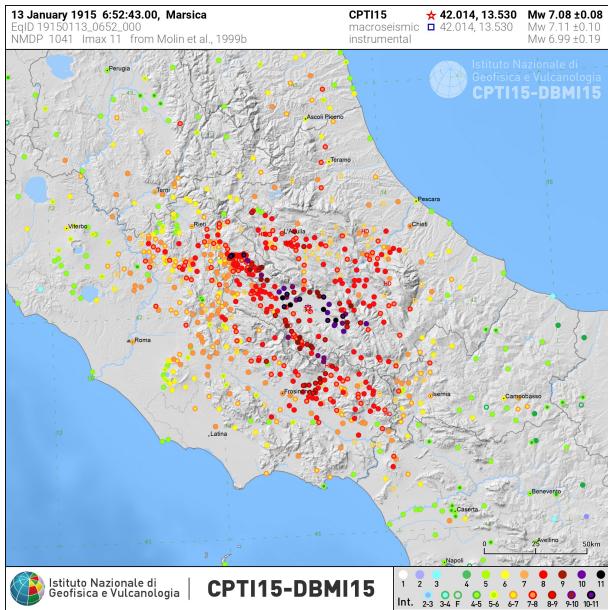 13 January 1915 6:52:43.00, Marsica
CPTI15 42.014, 13.530 Mw 7.08 ±0.08
EqID 19150113_0652_000
macroseismic 42.014, 13.530 Mw 7.11 ±0.10
NMDP 1041 Imax 11 from Molin et al., 1999b
instrumental Mw 6.99 ±0.19
Istituto Nazionale di
Geofisica e Vulcanologia
CPTI15-DBMI15
Perugia
Ascoli Piceno
Teramo
Terni
Pescara
Viterbo
Rieti
L'Aquila
Chieti
Roma
Frosinone
Isernia
Campobasso
Latina
Benevento
Caserta
Avellino
Napoli
0 25 50km
Istituto Nazionale di
Geofisica e Vulcanologia
CPTI15-DBMI15
1 2 3 4 5 6 7 8 9 10 11
Int. 2-3 3-4 F 4-5 5-6 6-7 7-8 8-9 9-10 10-11